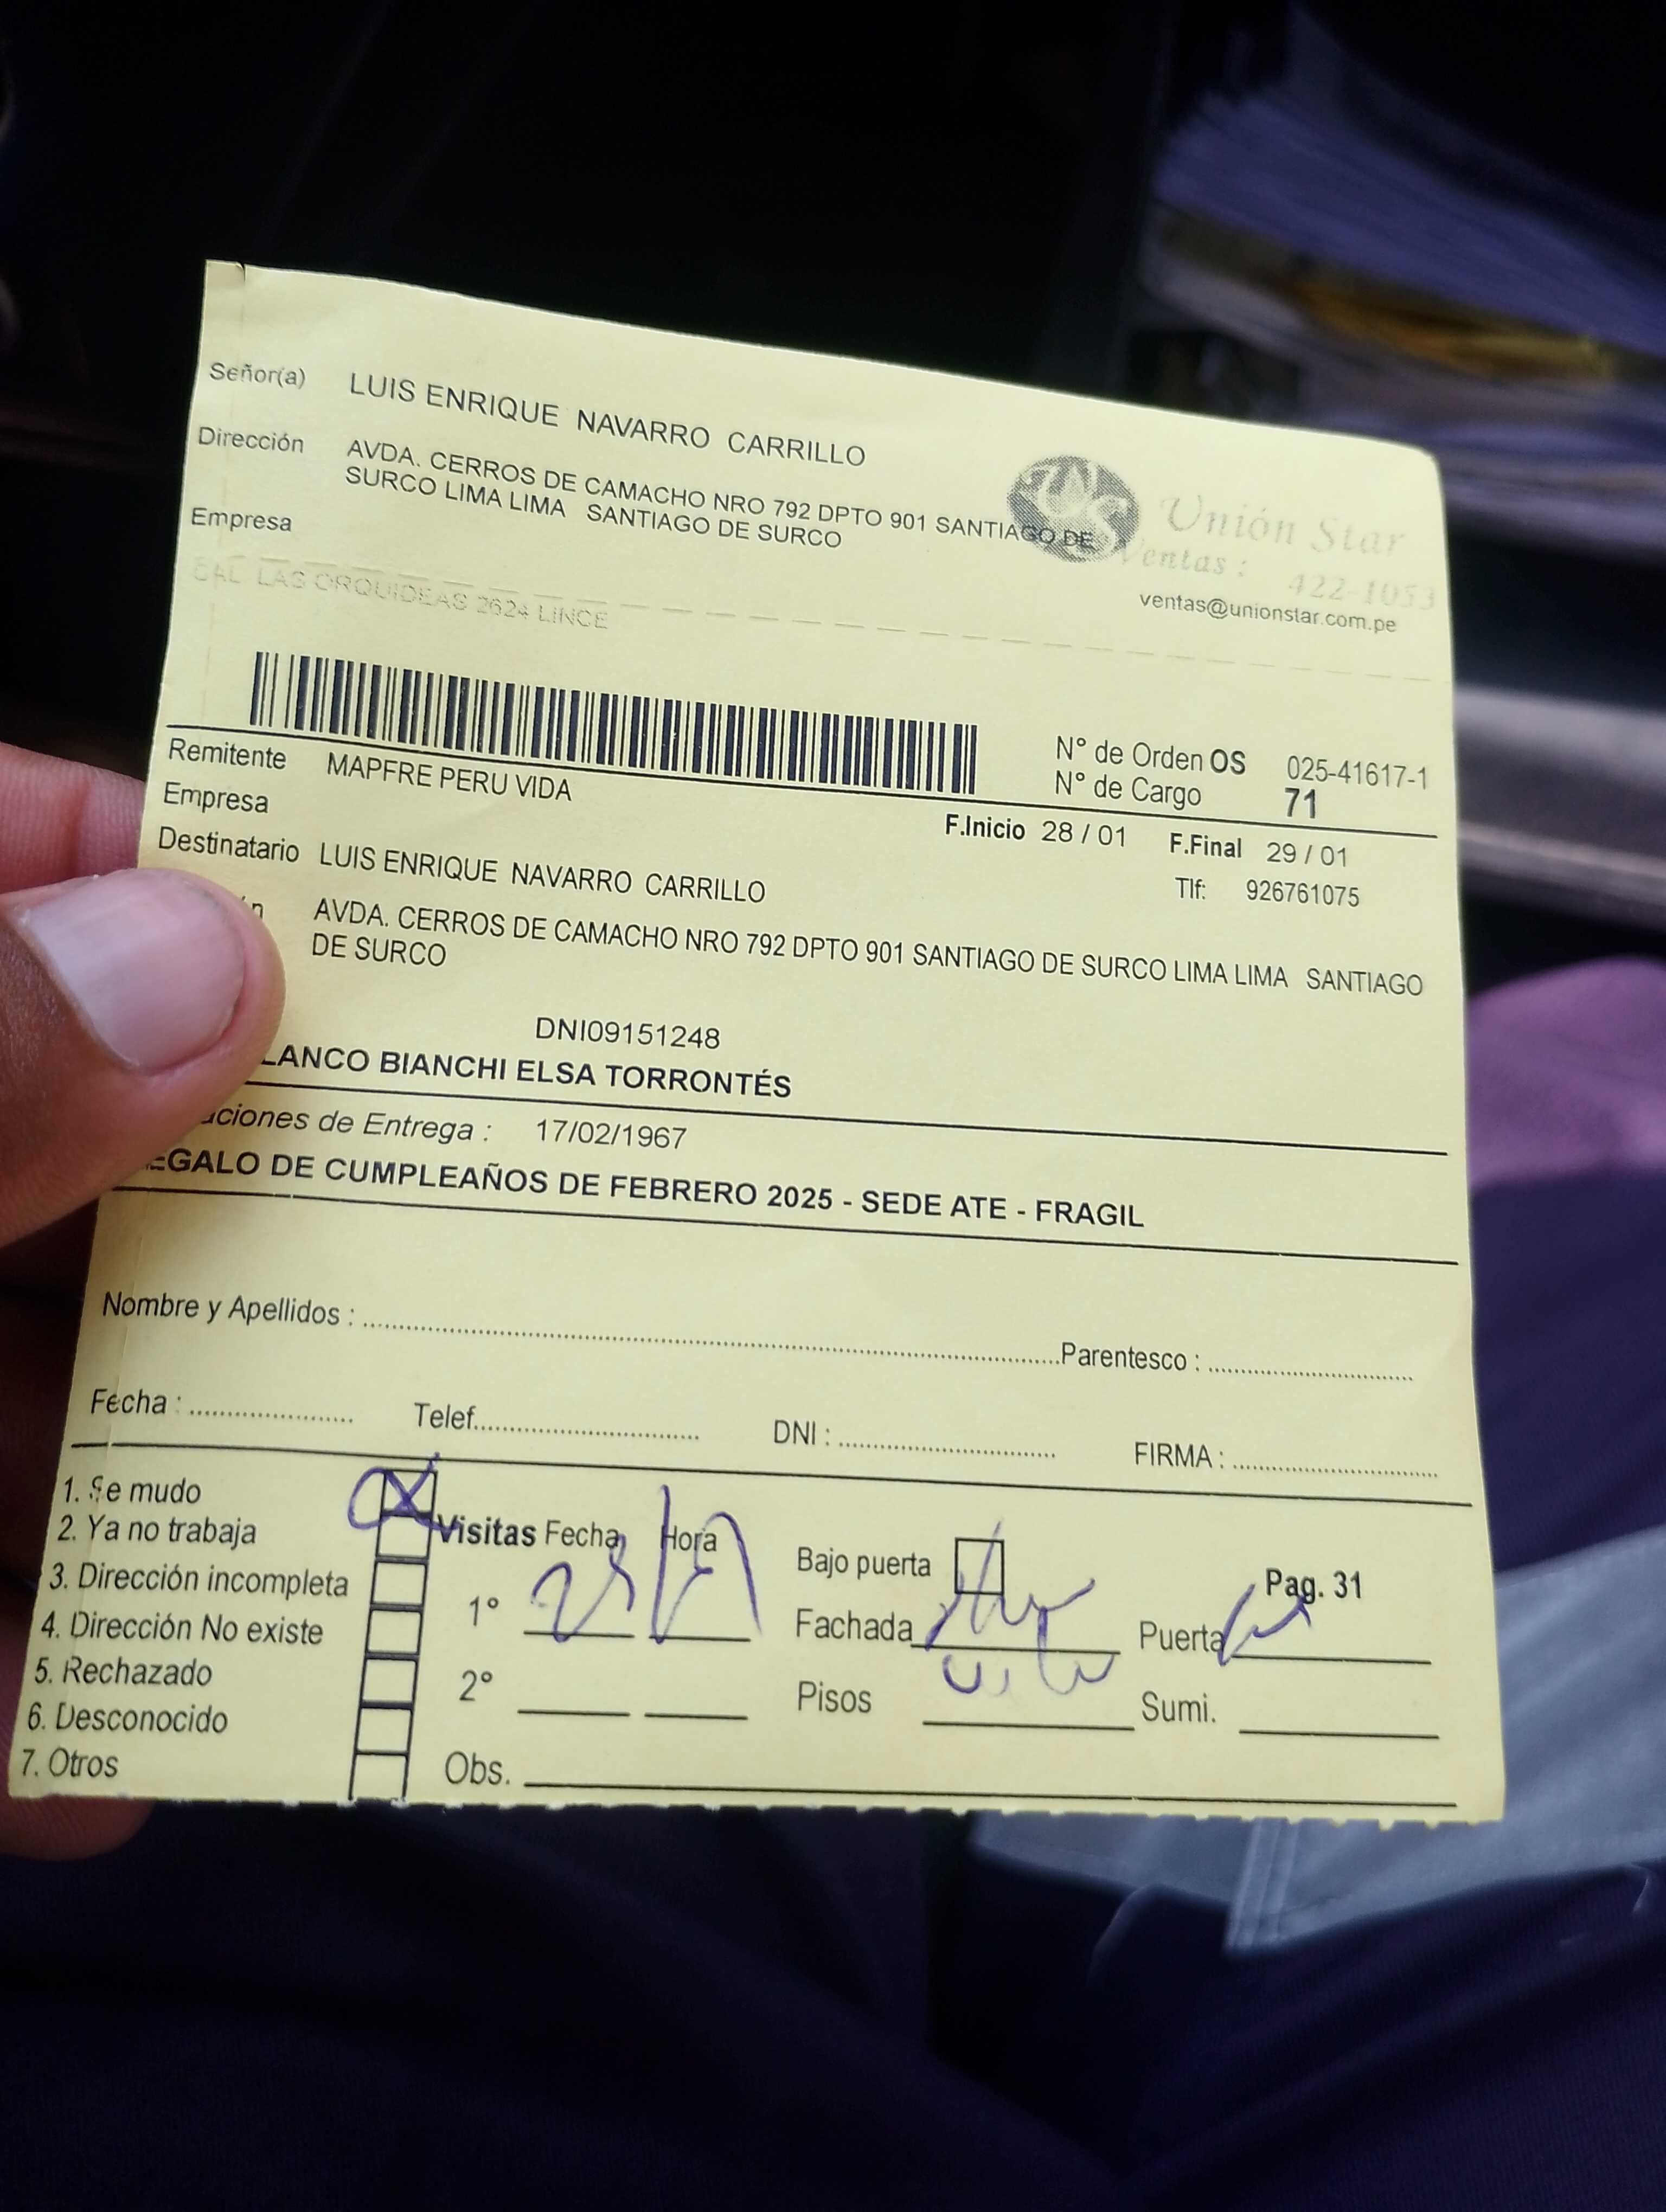 Señor(a) LUIS ENRIQUE NAVARRO CARRILLO
Dirección AVDA. CERROS DE CAMACHO NRO 792 DPTO 901 SANTIAGO DE
SURCO LIMA LIMA SANTIAGO DE SURCO
Empresa
Unión Star
Ventas : 422-1053
ventas@unionstar.com.pe
CAL LAS ORQUIDEAS 2624 LINCE
N° de Orden OS 025-41617-1
N° de Cargo 71
Remitente MAPFRE PERU VIDA
Empresa
F.Inicio 28 / 01 F.Final 29 / 01
Destinatario LUIS ENRIQUE NAVARRO CARRILLO
Tlf: 926761075
AVDA. CERROS DE CAMACHO NRO 792 DPTO 901 SANTIAGO DE SURCO LIMA LIMA SANTIAGO
DE SURCO
DNI09151248
LANCO BIANCHI ELSA TORRONTÉS
aciones de Entrega : 17/02/1967
EGALO DE CUMPLEAÑOS DE FEBRERO 2025 - SEDE ATE - FRAGIL
Nombre y Apellidos : Parentesco :
Fecha : Telef. DNI : FIRMA :
1. Se mudo
2. Ya no trabaja
3. Dirección incompleta
4. Dirección No existe
5. Rechazado
6. Desconocido
7. Otros
Visitas Fecha Hora
1°
2°
Obs.
Bajo puerta
Fachada
Pisos
Pag. 31
Puerta
Sumi.